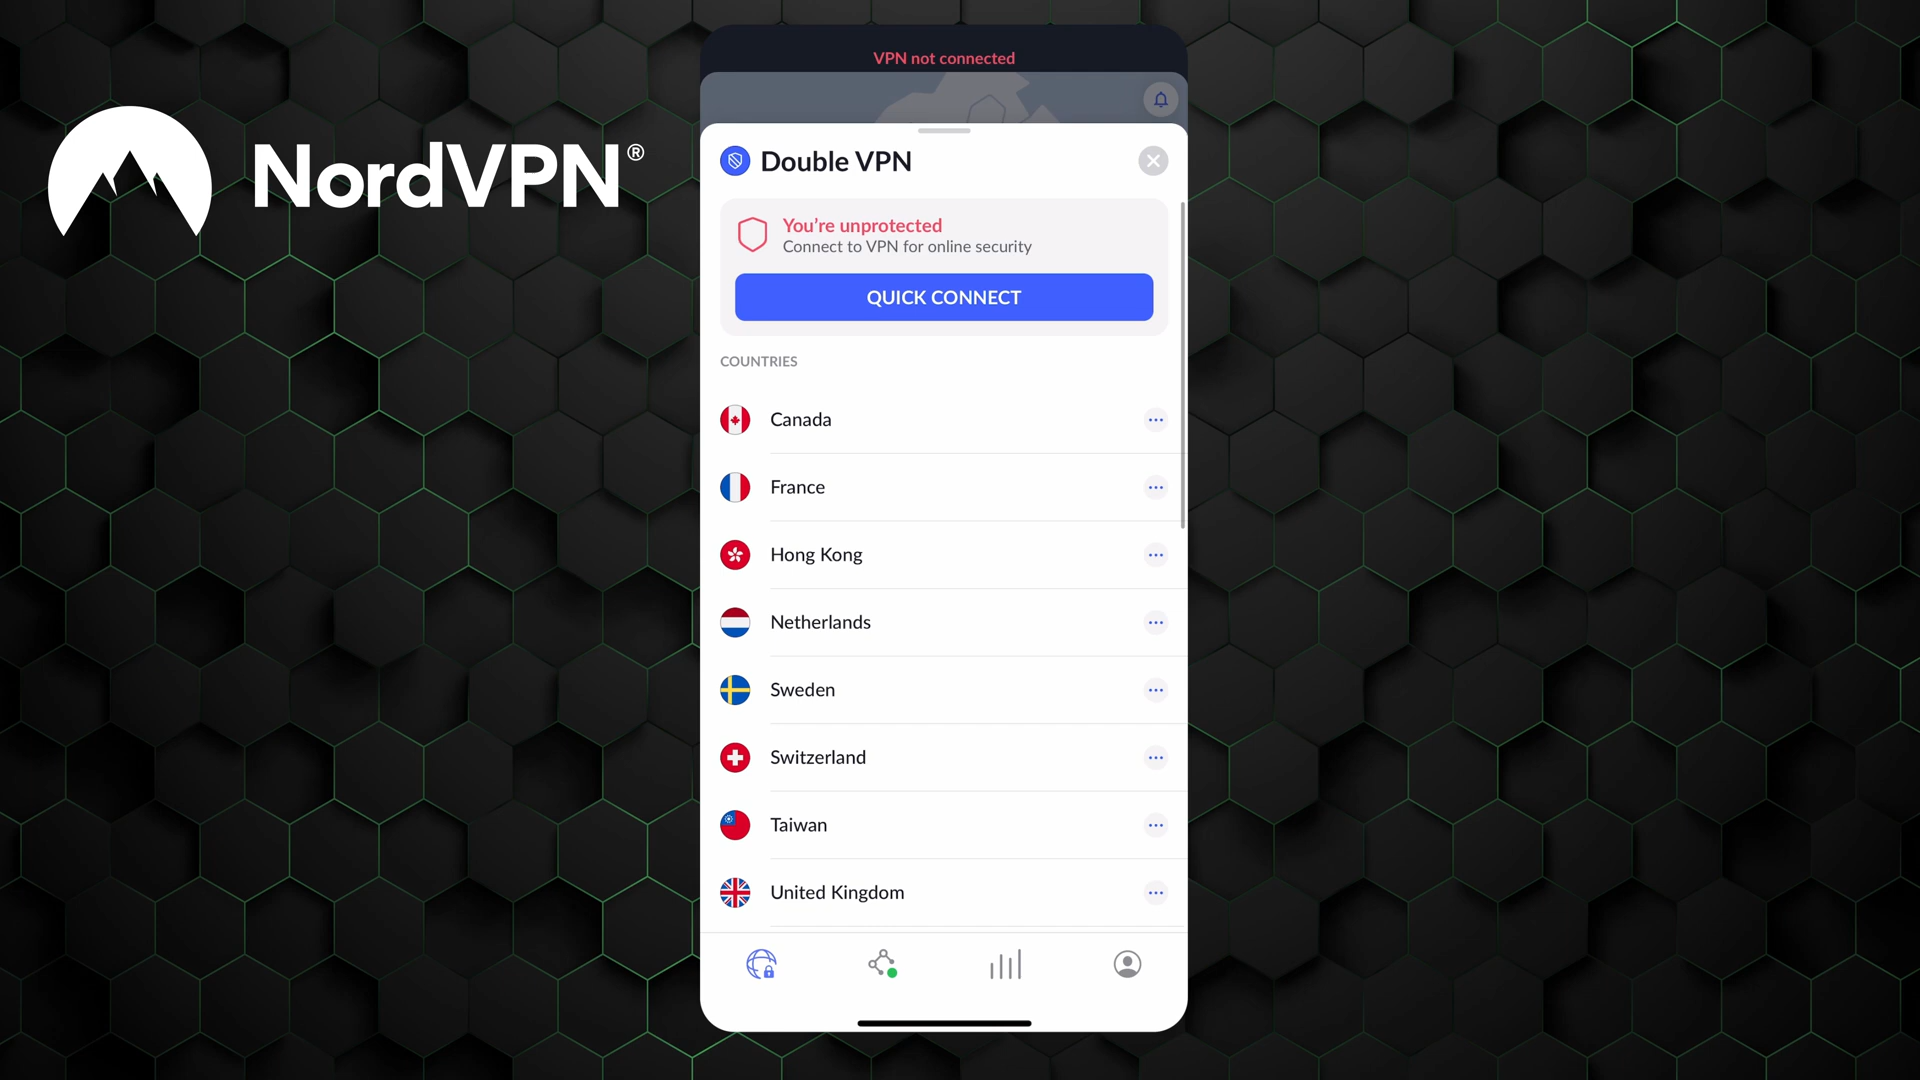 NordVPN®
VPN not connected
Double VPN
You’re unprotected
Connect to VPN for online security
QUICK CONNECT
COUNTRIES
Canada
France
Hong Kong
Netherlands
Sweden
Switzerland
Taiwan
United Kingdom